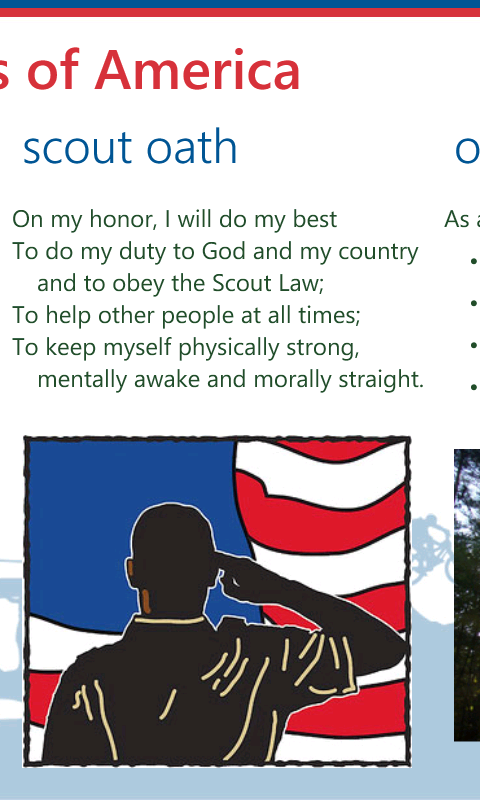 s of America
scout oath
On my honor, I will do my best
To do my duty to God and my country
and to obey the Scout Law;
To help other people at all times;
To keep myself physically strong,
mentally awake and morally straight.
o
As a